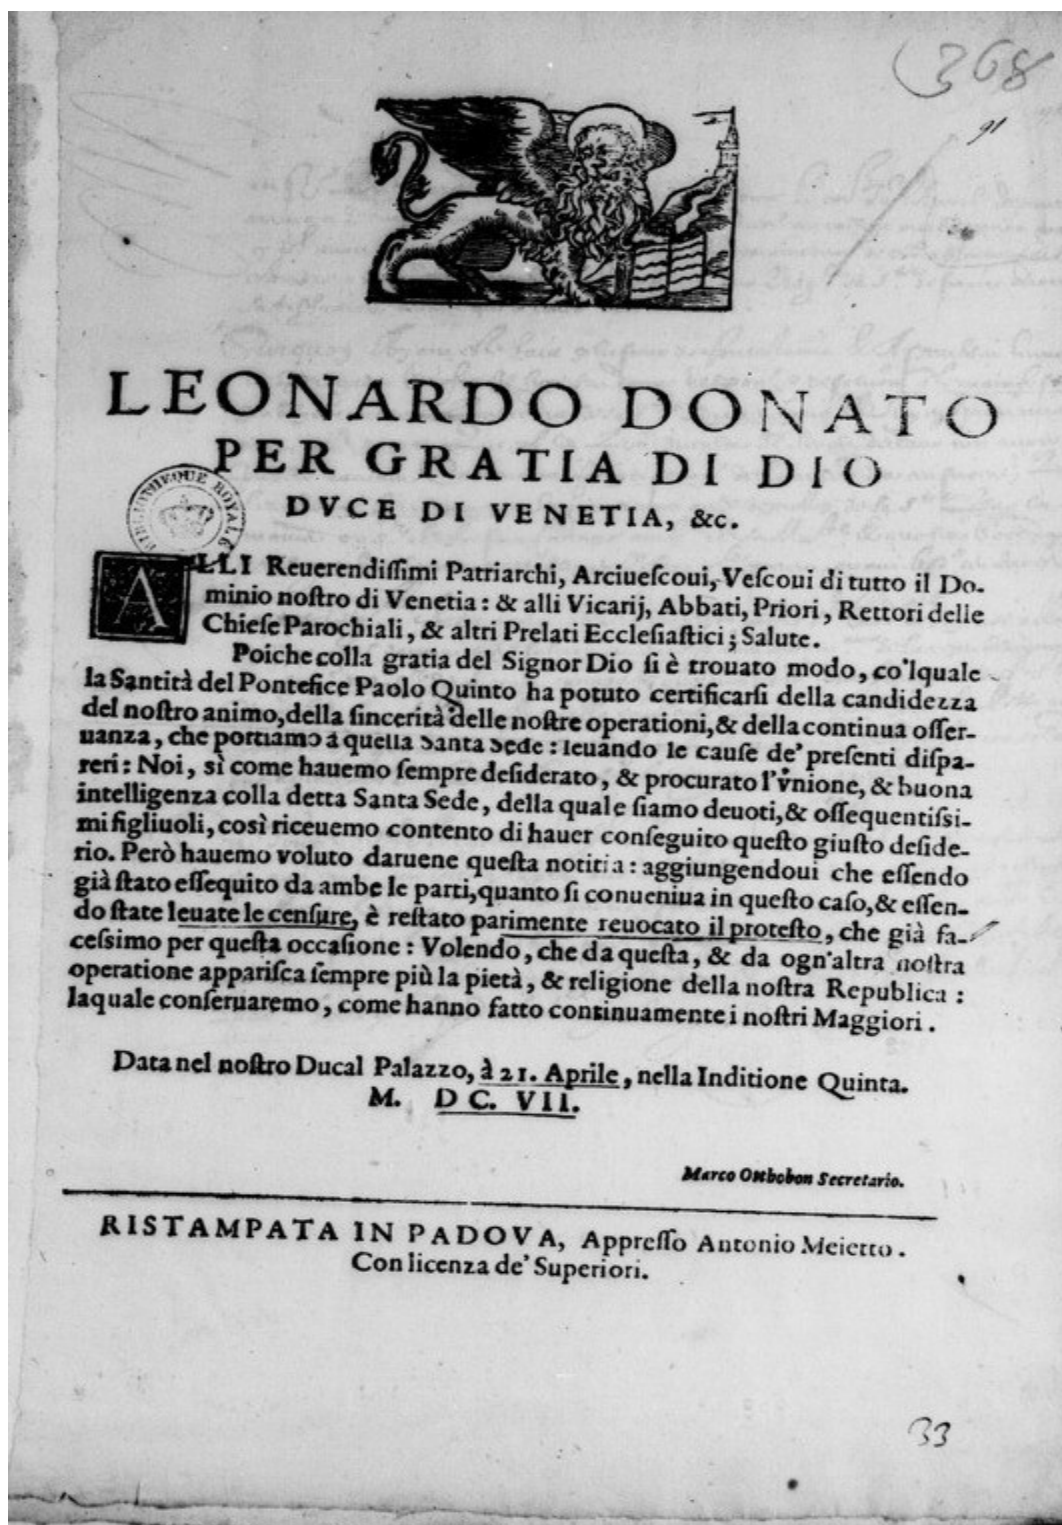 368
91
LEONARDO DONATO
PER GRATIA DI DIO
DVCE DI VENETIA, &c.
BIBLIOTHEQUE ROYALE
ALLI Reuerendiſſimi Patriarchi, Arciueſcoui, Veſcoui di tutto il Do-
minio noſtro di Venetia: & alli Vicarij, Abbati, Priori, Rettori delle
Chieſe Parochiali, & altri Prelati Eccleſiaſtici; Salute.
Poiche colla gratia del Signor Dio ſi è trouato modo, co'lquale
la Santità del Pontefice Paolo Quinto ha potuto certificarſi della candidezza
del noſtro animo, della ſincerità delle noſtre operationi, & della continua oſſer-
uanza, che portiamo à quella Santa Sede: leuando le cauſe de' preſenti diſpa-
reri: Noi, sì come hauemo ſempre deſiderato, & procurato l'vnione, & buona
intelligenza colla detta Santa Sede, della quale ſiamo deuoti, & oſſequentiſsi-
mi figliuoli, così riceuemo contento di hauer conſeguito queſto giuſto deſide-
rio. Però hauemo voluto daruene queſta notitia: aggiungendoui che eſſendo
già ſtato eſſequito da ambe le parti, quanto ſi conueniua in queſto caſo, & eſſen-
do ſtate leuate le cenſure, è reſtato parimente reuocato il proteſto, che già fa-
ceſsimo per queſta occaſione: Volendo, che da queſta, & da ogn'altra noſtra
operatione appariſca ſempre più la pietà, & religione della noſtra Republica:
laquale conſeruaremo, come hanno fatto continuamente i noſtri Maggiori.
Data nel noſtro Ducal Palazzo, à 21. Aprile, nella Inditione Quinta.
M. DC. VII.
Marco Otthobon Secretario.
RISTAMPATA IN PADOVA, Appreſſo Antonio Meietto.
Con licenza de' Superiori.
33